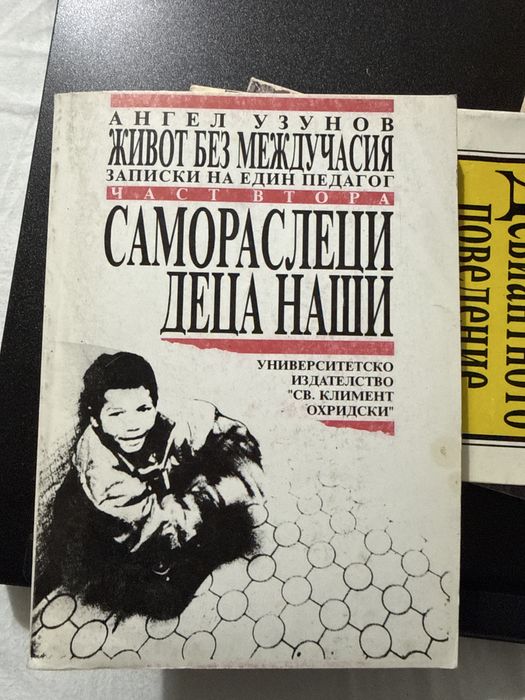 АНГЕЛ УЗУНОВ
ЖИВОТ БЕЗ МЕЖДУЧАСИЯ
ЗАПИСКИ НА ЕДИН ПЕДАГОГ
ЧАСТ ВТОРА
САМОРАСЛЕЦИ
ДЕЦА НАШИ
УНИВЕРСИТЕТСКО
ИЗДАТЕЛСТВО
"СВ. КЛИМЕНТ
ОХРИДСКИ"
Девиантното
поведение